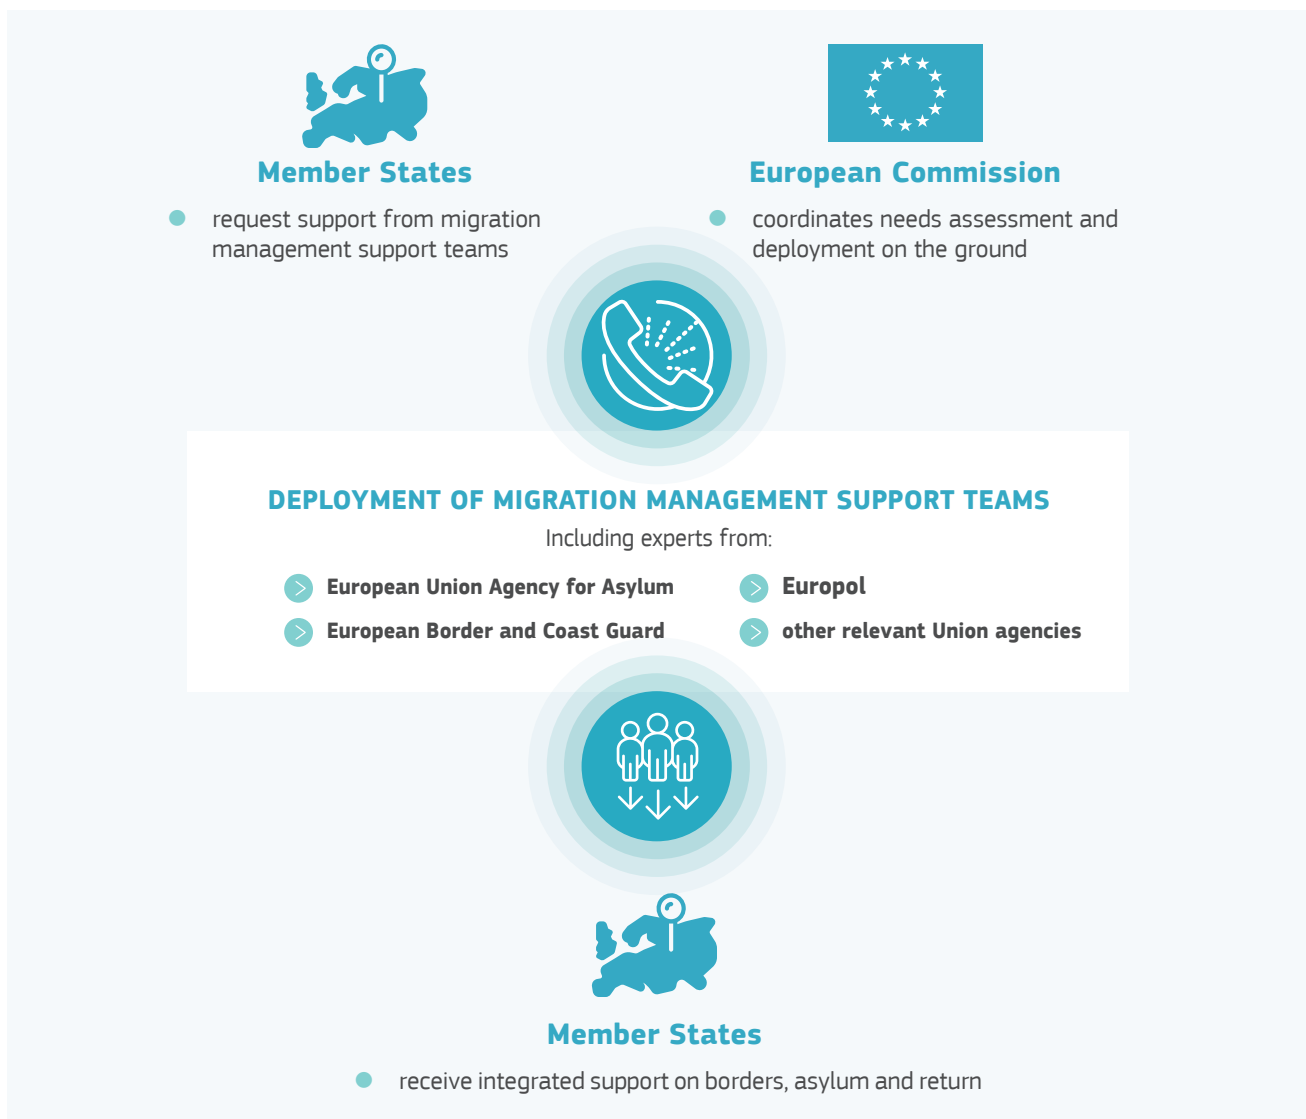 Member States
request support from migration
management support teams
European Commission
coordinates needs assessment and
deployment on the ground
DEPLOYMENT OF MIGRATION MANAGEMENT SUPPORT TEAMS
Including experts from:
European Union Agency for Asylum
European Border and Coast Guard
Europol
other relevant Union agencies
Member States
receive integrated support on borders, asylum and return